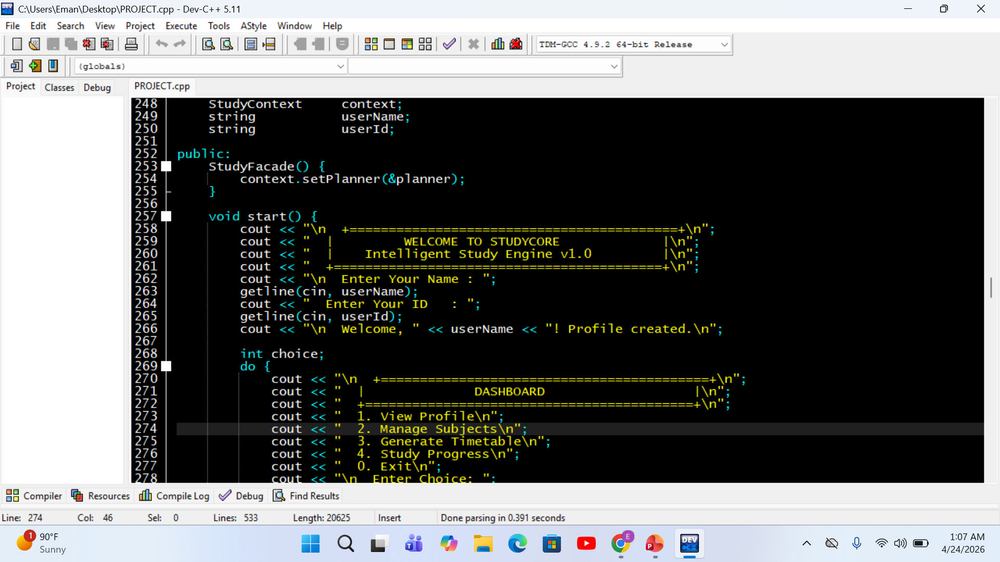 C:\Users\Eman\Desktop\PROJECT.cpp - Dev-C++ 5.11
File Edit Search View Project Execute Tools AStyle Window Help
TDM-GCC 4.9.2 64-bit Release
(globals)
Project Classes Debug PROJECT.cpp
248     StudyContext     context;
249     string           userName;
250     string           userId;
251
252 public:
253     StudyFacade() {
254         context.setPlanner(&planner);
255     }
256
257     void start() {
258         cout << "\n  +==========================================+\n";
259         cout << "  |         WELCOME TO STUDYCORE             |\n";
260         cout << "  |    Intelligent Study Engine v1.0         |\n";
261         cout << "  +==========================================+\n";
262         cout << "\n  Enter Your Name : ";
263         getline(cin, userName);
264         cout << "  Enter Your ID   : ";
265         getline(cin, userId);
266         cout << "\n  Welcome, " << userName << "! Profile created.\n";
267
268         int choice;
269         do {
270             cout << "\n  +==========================================+\n";
271             cout << "  |              DASHBOARD                   |\n";
272             cout << "  +==========================================+\n";
273             cout << "  1. View Profile\n";
274             cout << "  2. Manage Subjects\n";
275             cout << "  3. Generate Timetable\n";
276             cout << "  4. Study Progress\n";
277             cout << "  0. Exit\n";
278             cout << "\n  Enter Choice: ";
Compiler Resources Compile Log Debug Find Results
Line: 274 Col: 46 Sel: 0 Lines: 533 Length: 20625 Insert Done parsing in 0.391 seconds
1 90°F
Sunny
T
E
P
DEV
C++
1:07 AM
4/24/2026